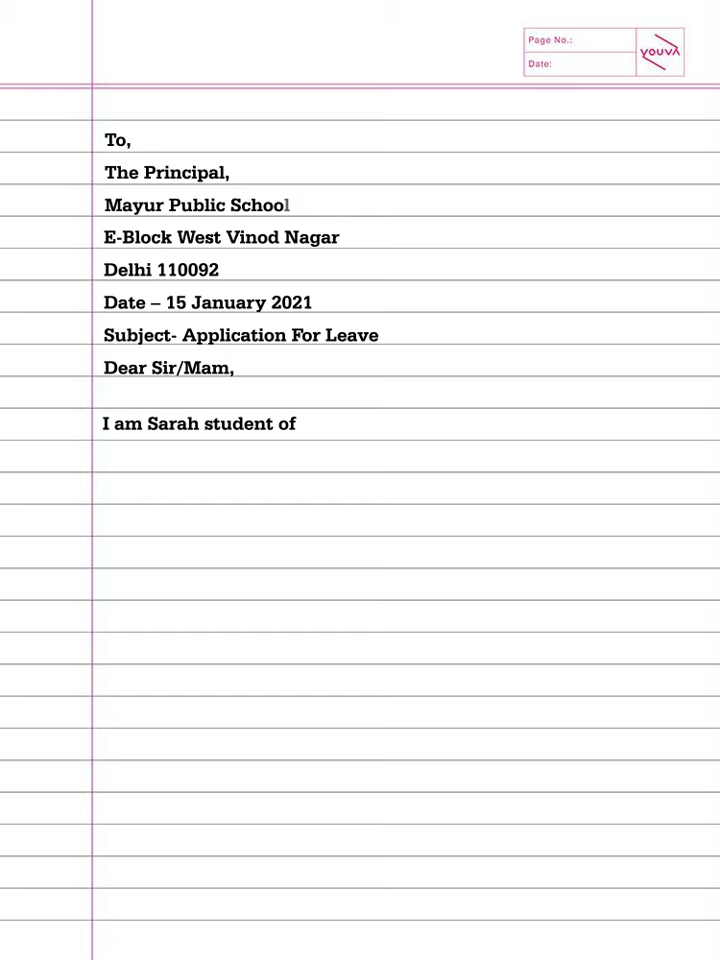 Page No.:
Date:
youva
To,
The Principal,
Mayur Public School
E-Block West Vinod Nagar
Delhi 110092
Date – 15 January 2021
Subject- Application For Leave
Dear Sir/Mam,
I am Sarah student of